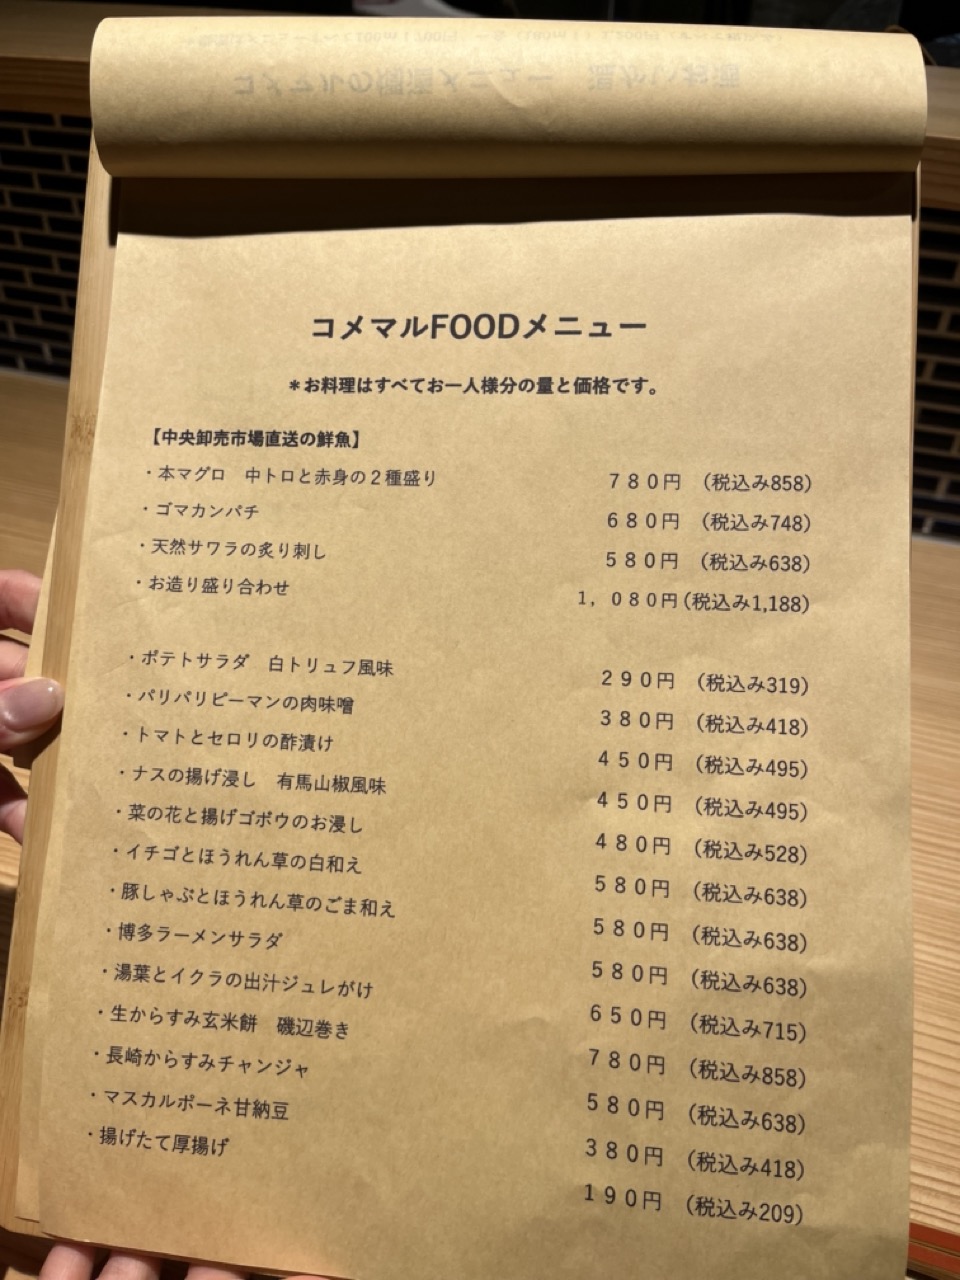 コメマルFOODメニュー
＊お料理はすべてお一人様分の量と価格です。
【中央卸売市場直送の鮮魚】
・本マグロ　中トロと赤身の２種盛り　７８０円　（税込み858）
・ゴマカンパチ　６８０円　（税込み748）
・天然サワラの炙り刺し　５８０円　（税込み638）
・お造り盛り合わせ　１，０８０円（税込み1,188）
・ポテトサラダ　白トリュフ風味　２９０円　（税込み319）
・パリパリピーマンの肉味噌　３８０円　（税込み418）
・トマトとセロリの酢漬け　４５０円　（税込み495）
・ナスの揚げ浸し　有馬山椒風味　４５０円　（税込み495）
・菜の花と揚げゴボウのお浸し　４８０円　（税込み528）
・イチゴとほうれん草の白和え　５８０円　（税込み638）
・豚しゃぶとほうれん草のごま和え　５８０円　（税込み638）
・博多ラーメンサラダ　５８０円　（税込み638）
・湯葉とイクラの出汁ジュレがけ　６５０円　（税込み715）
・生からすみ玄米餅　磯辺巻き　７８０円　（税込み858）
・長崎からすみチャンジャ　５８０円　（税込み638）
・マスカルポーネ甘納豆　３８０円　（税込み418）
・揚げたて厚揚げ　１９０円　（税込み209）